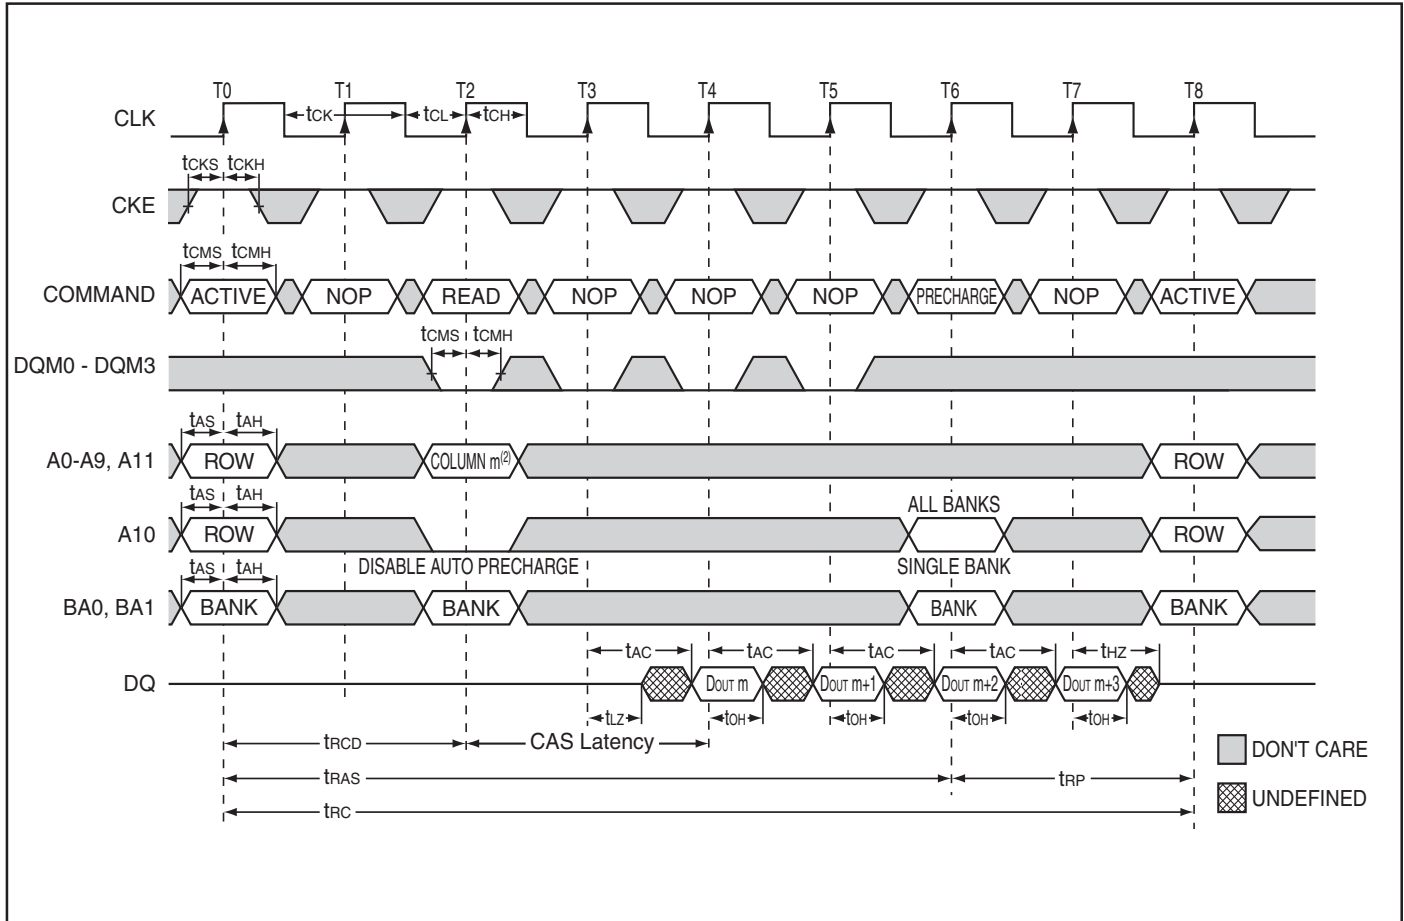 T0 T1 T2 T3 T4 T5 T6 T7 T8
CLK tCK tCL tCH
tCKS tCKH
CKE
tCMS tCMH
COMMAND ACTIVE NOP READ NOP NOP NOP PRECHARGE NOP ACTIVE
tCMS tCMH
DQM0 - DQM3
tAS tAH
A0-A9, A11 ROW COLUMN m(2) ROW
tAS tAH ALL BANKS
A10 ROW ROW
tAS tAH DISABLE AUTO PRECHARGE SINGLE BANK
BA0, BA1 BANK BANK BANK BANK
tAC tAC tAC tAC tHZ
DQ DOUT m DOUT m+1 DOUT m+2 DOUT m+3
tLZ tOH tOH tOH tOH
tRCD CAS Latency
DON'T CARE
tRAS tRP
UNDEFINED
tRC